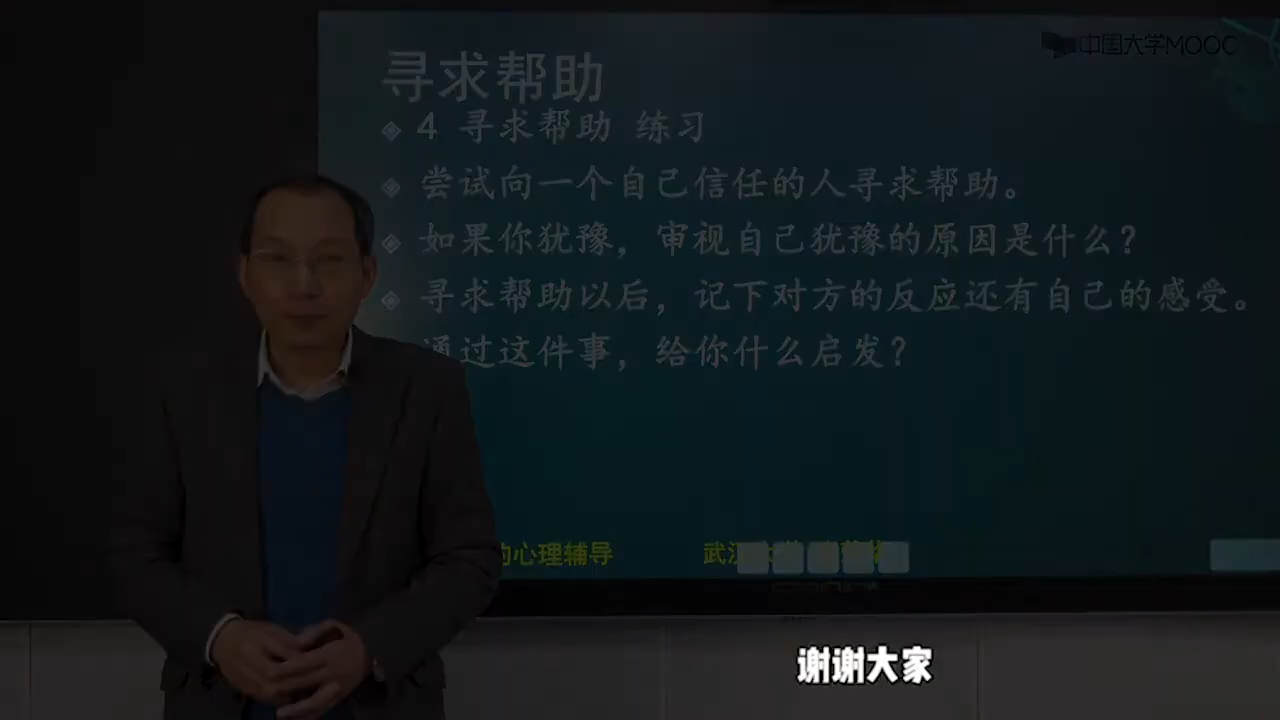 中国大学MOOC
寻求帮助
4 寻求帮助 练习
尝试向一个自己信任的人寻求帮助。
如果你犹豫，审视自己犹豫的原因是什么？
寻求帮助以后，记下对方的反应还有自己的感受。
通过这件事，给你什么启发？
的心理辅导
武汉
谢谢大家